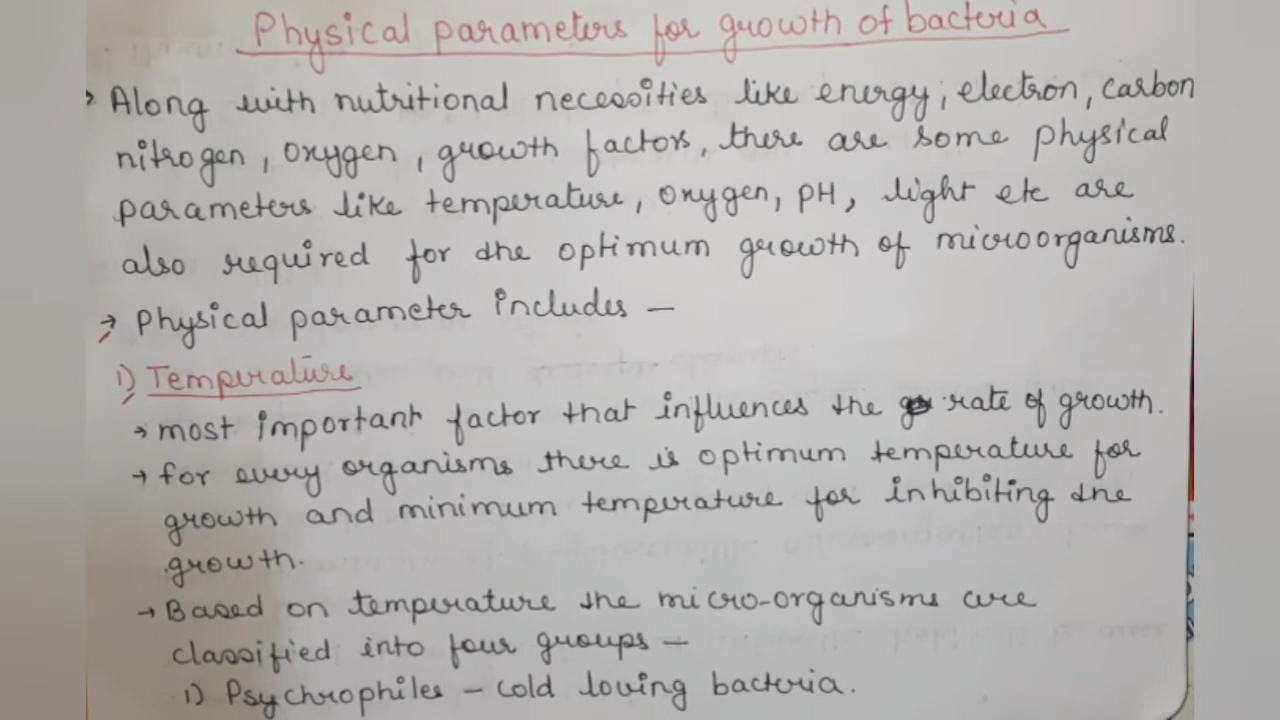 Physical parameters for growth of bacteria
Along with nutritional necessities like energy, electron, carbon
nitrogen, oxygen, growth factors, there are some physical
parameters like temperature, oxygen, PH, light etc are
also required for the optimum growth of microorganisms.
→ Physical parameter includes —
1) Temperature
→ most important factor that influences the rate of growth.
→ for every organisms there is optimum temperature for
growth and minimum temperature for inhibiting the
growth.
→ Based on temperature the micro-organisms are
classified into four groups —
1) Psychrophiles – cold loving bacteria.